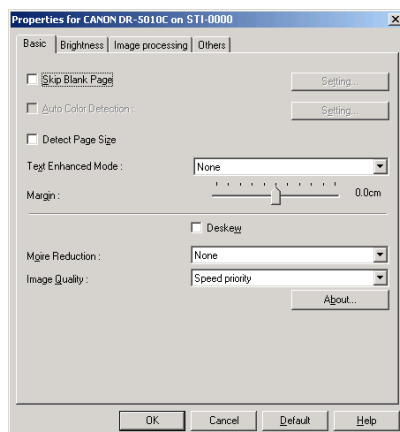 Properties for CANON DR-5010C on STI-0000
Basic Brightness Image processing Others
Skip Blank Page Setting...
Auto Color Detection : Setting...
Detect Page Size
Text Enhanced Mode : None
Margin : 0.0cm
Deskew
Moire Reduction : None
Image Quality : Speed priority
About...
OK Cancel Default Help